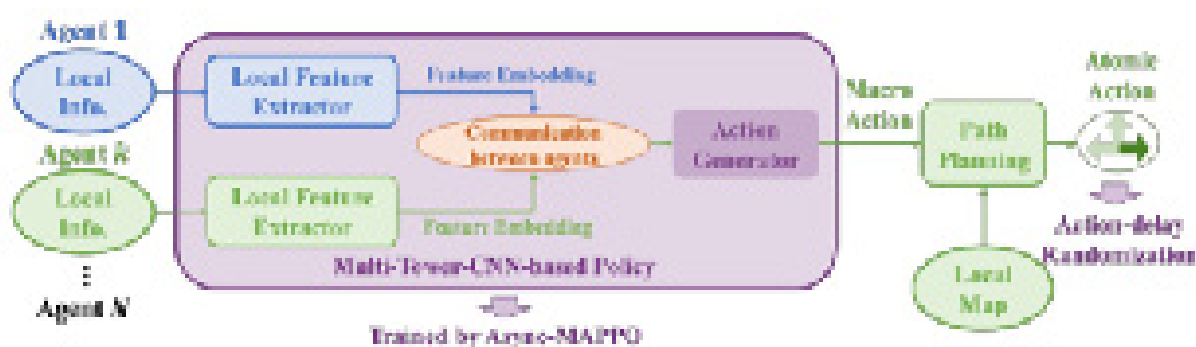 Agent 1
Local
Info.
Local Feature
Extractor
Feature Embedding
Communication
between agents
Action
Generator
Macro
Action
Path
Planning
Atomic
Action
Agent k
Local
Info.
Local Feature
Extractor
Feature Embedding
Multi-Tower-CNN-based Policy
Action-delay
Randomization
Local
Map
⋮
Agent N
Trained by Async-MAPPO